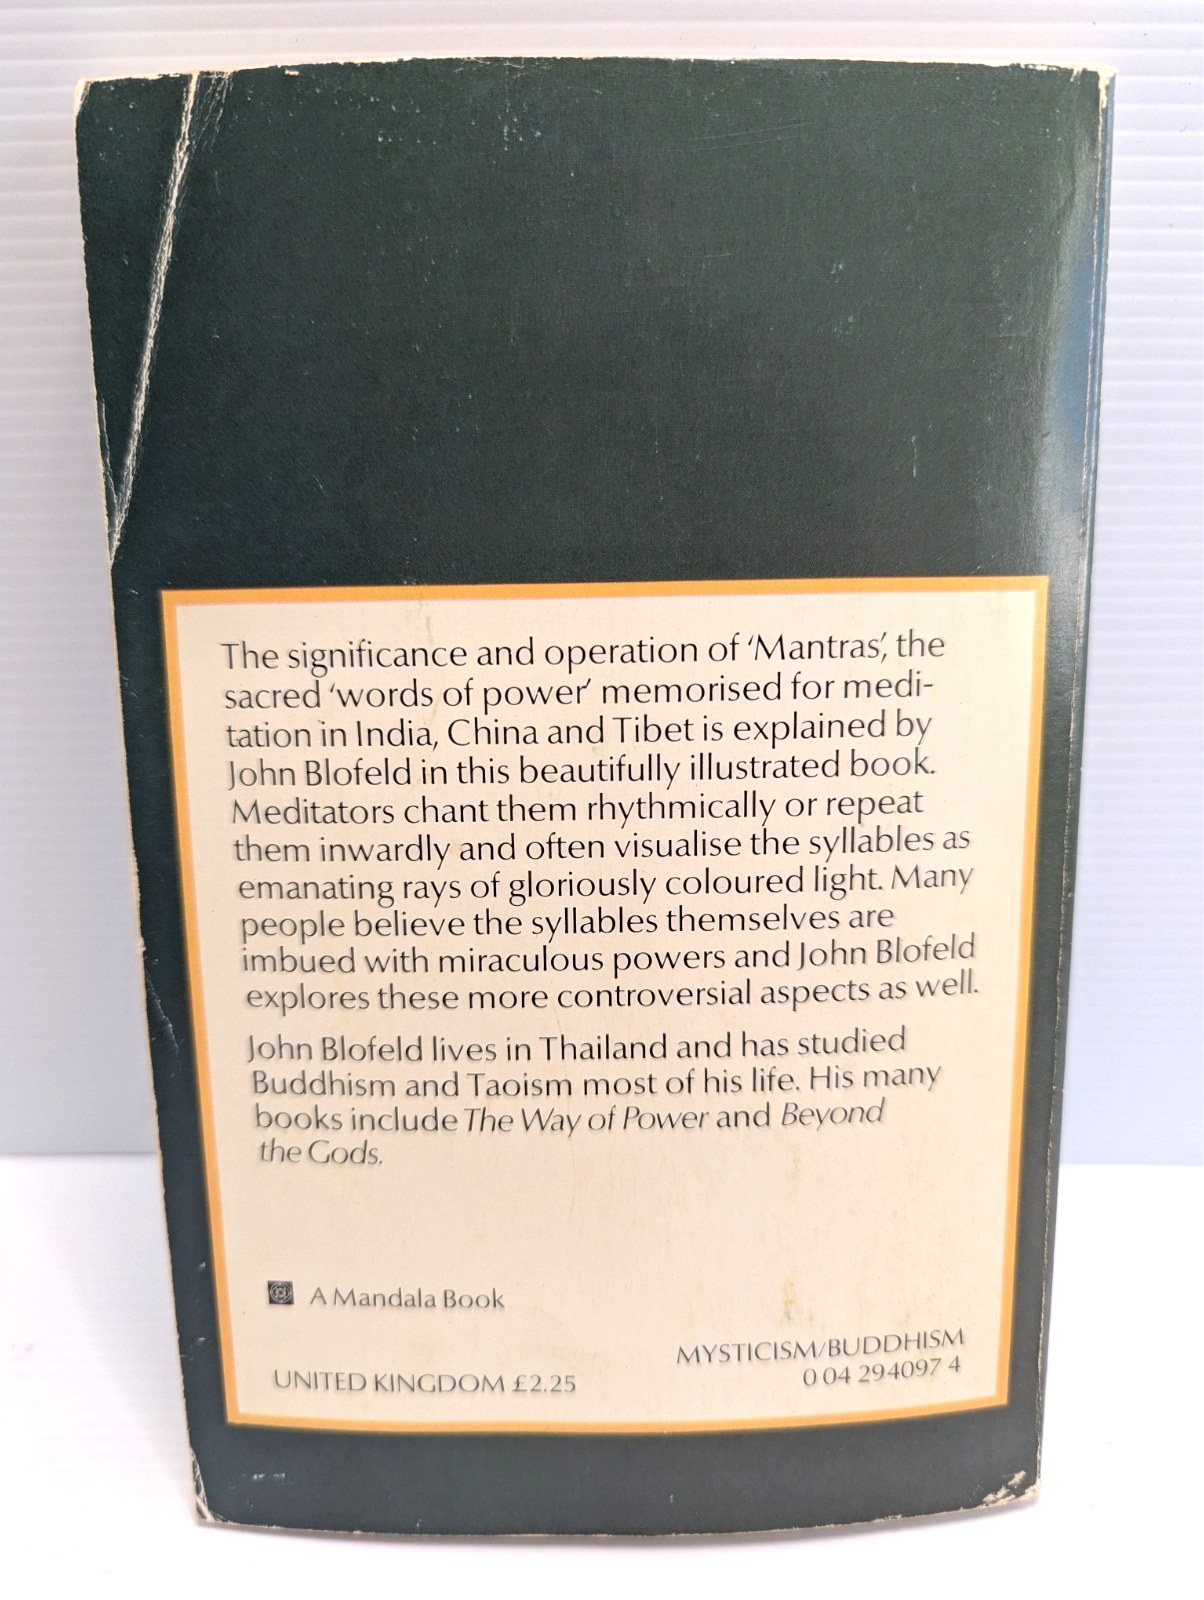 The significance and operation of 'Mantras', the
sacred 'words of power' memorised for medi-
tation in India, China and Tibet is explained by
John Blofeld in this beautifully illustrated book.
Meditators chant them rhythmically or repeat
them inwardly and often visualise the syllables as
emanating rays of gloriously coloured light. Many
people believe the syllables themselves are
imbued with miraculous powers and John Blofeld
explores these more controversial aspects as well.
John Blofeld lives in Thailand and has studied
Buddhism and Taoism most of his life. His many
books include The Way of Power and Beyond
the Gods.
A Mandala Book
MYSTICISM/BUDDHISM
UNITED KINGDOM £2.25
0 04 294097 4